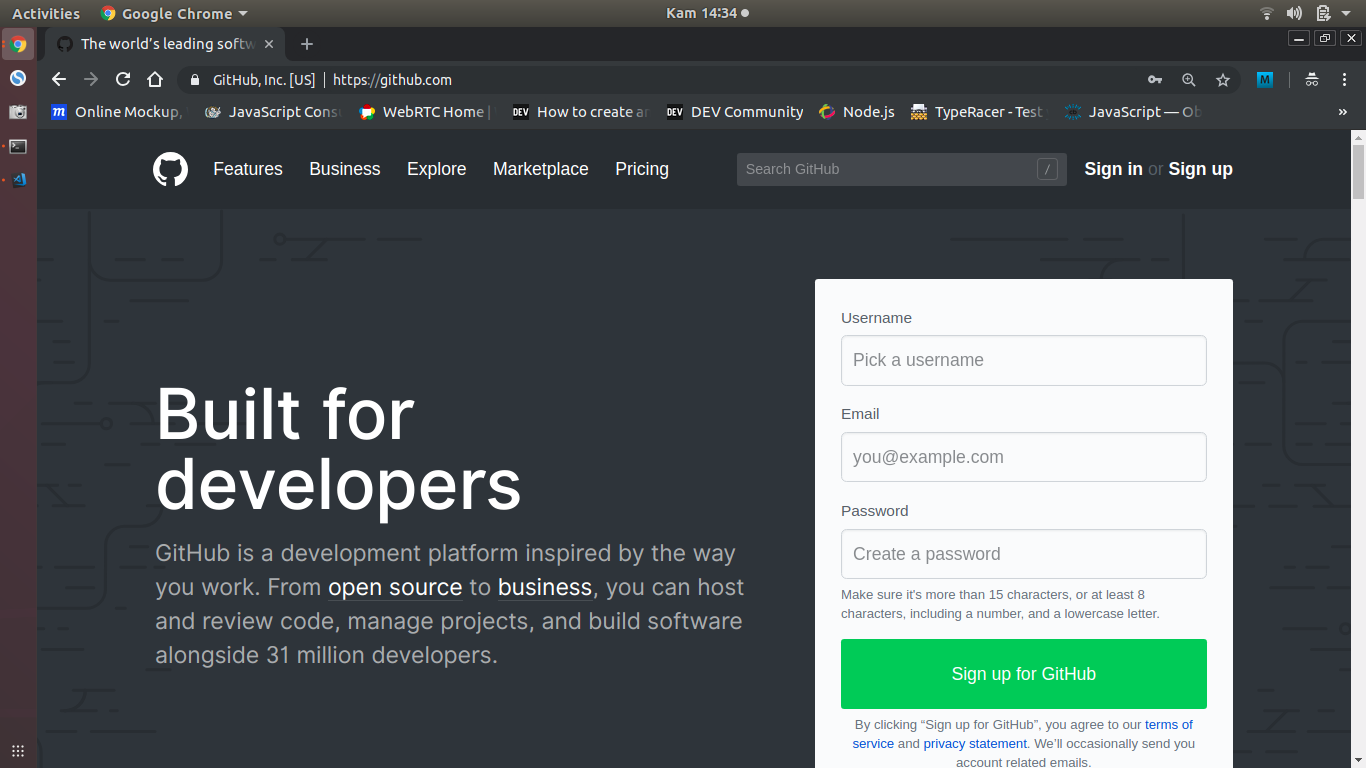 Activities Google Chrome Kam 14:34
The world's leading softw
GitHub, Inc. [US] https://github.com
Online Mockup, JavaScript Cons WebRTC Home | DEV How to create an DEV DEV Community Node.js TypeRacer - Test JavaScript — Ob »
Features Business Explore Marketplace Pricing Search GitHub / Sign in or Sign up
Built for
developers
GitHub is a development platform inspired by the way
you work. From open source to business, you can host
and review code, manage projects, and build software
alongside 31 million developers.
Username
Pick a username
Email
you@example.com
Password
Create a password
Make sure it's more than 15 characters, or at least 8
characters, including a number, and a lowercase letter.
Sign up for GitHub
By clicking “Sign up for GitHub”, you agree to our terms of
service and privacy statement. We’ll occasionally send you
account related emails.